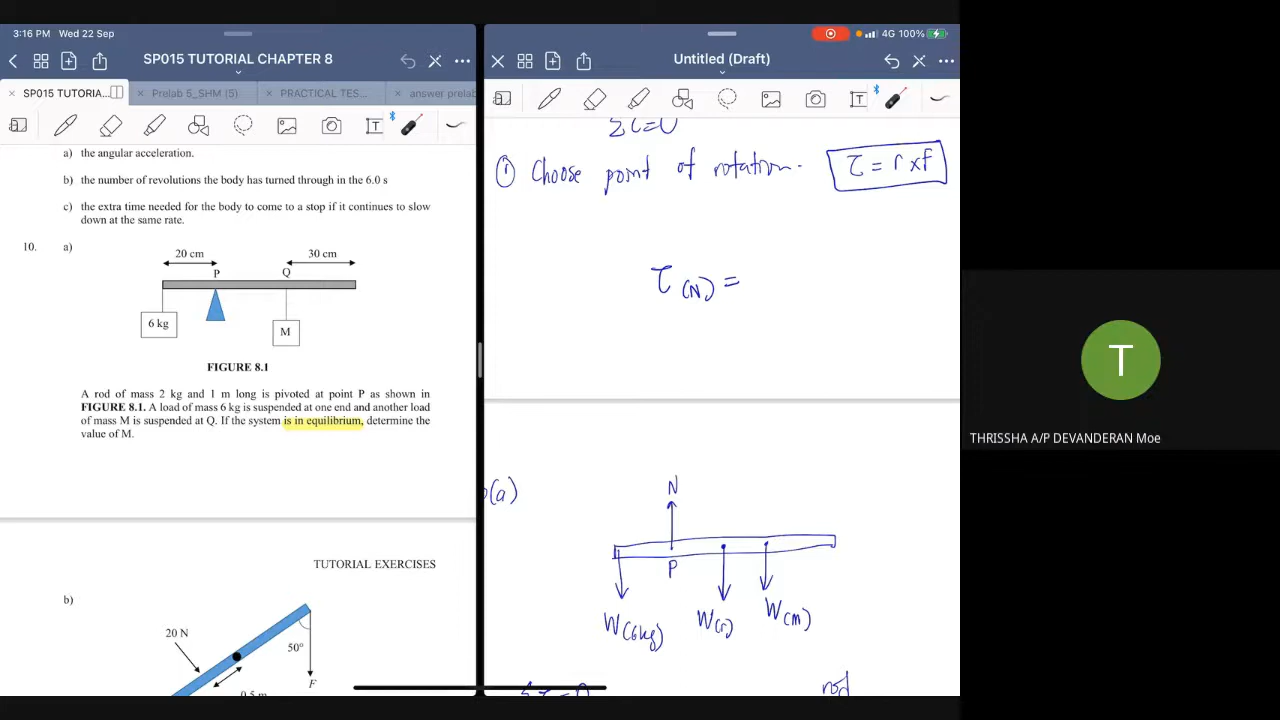 3:16 PM Wed 22 Sep
4G 100%
SP015 TUTORIAL CHAPTER 8
Untitled (Draft)
SP015 TUTORIA...
Prelab 5_SHM (5)
PRACTICAL TES...
answer prelab
a) the angular acceleration.
b) the number of revolutions the body has turned through in the 6.0 s
c) the extra time needed for the body to come to a stop if it continues to slow
down at the same rate.
10. a)
20 cm 30 cm
P Q
6 kg
M
FIGURE 8.1
A rod of mass 2 kg and 1 m long is pivoted at point P as shown in
FIGURE 8.1. A load of mass 6 kg is suspended at one end and another load
of mass M is suspended at Q. If the system is in equilibrium, determine the
value of M.
TUTORIAL EXERCISES
b)
20 N
50°
F
0.5 m
Στ=0
① Choose point of rotation.
τ = r x F
τ(N) =
(a)
N
P
W(6kg) W(r) W(M)
rod
T
THRISSHA A/P DEVANDERAN Moe